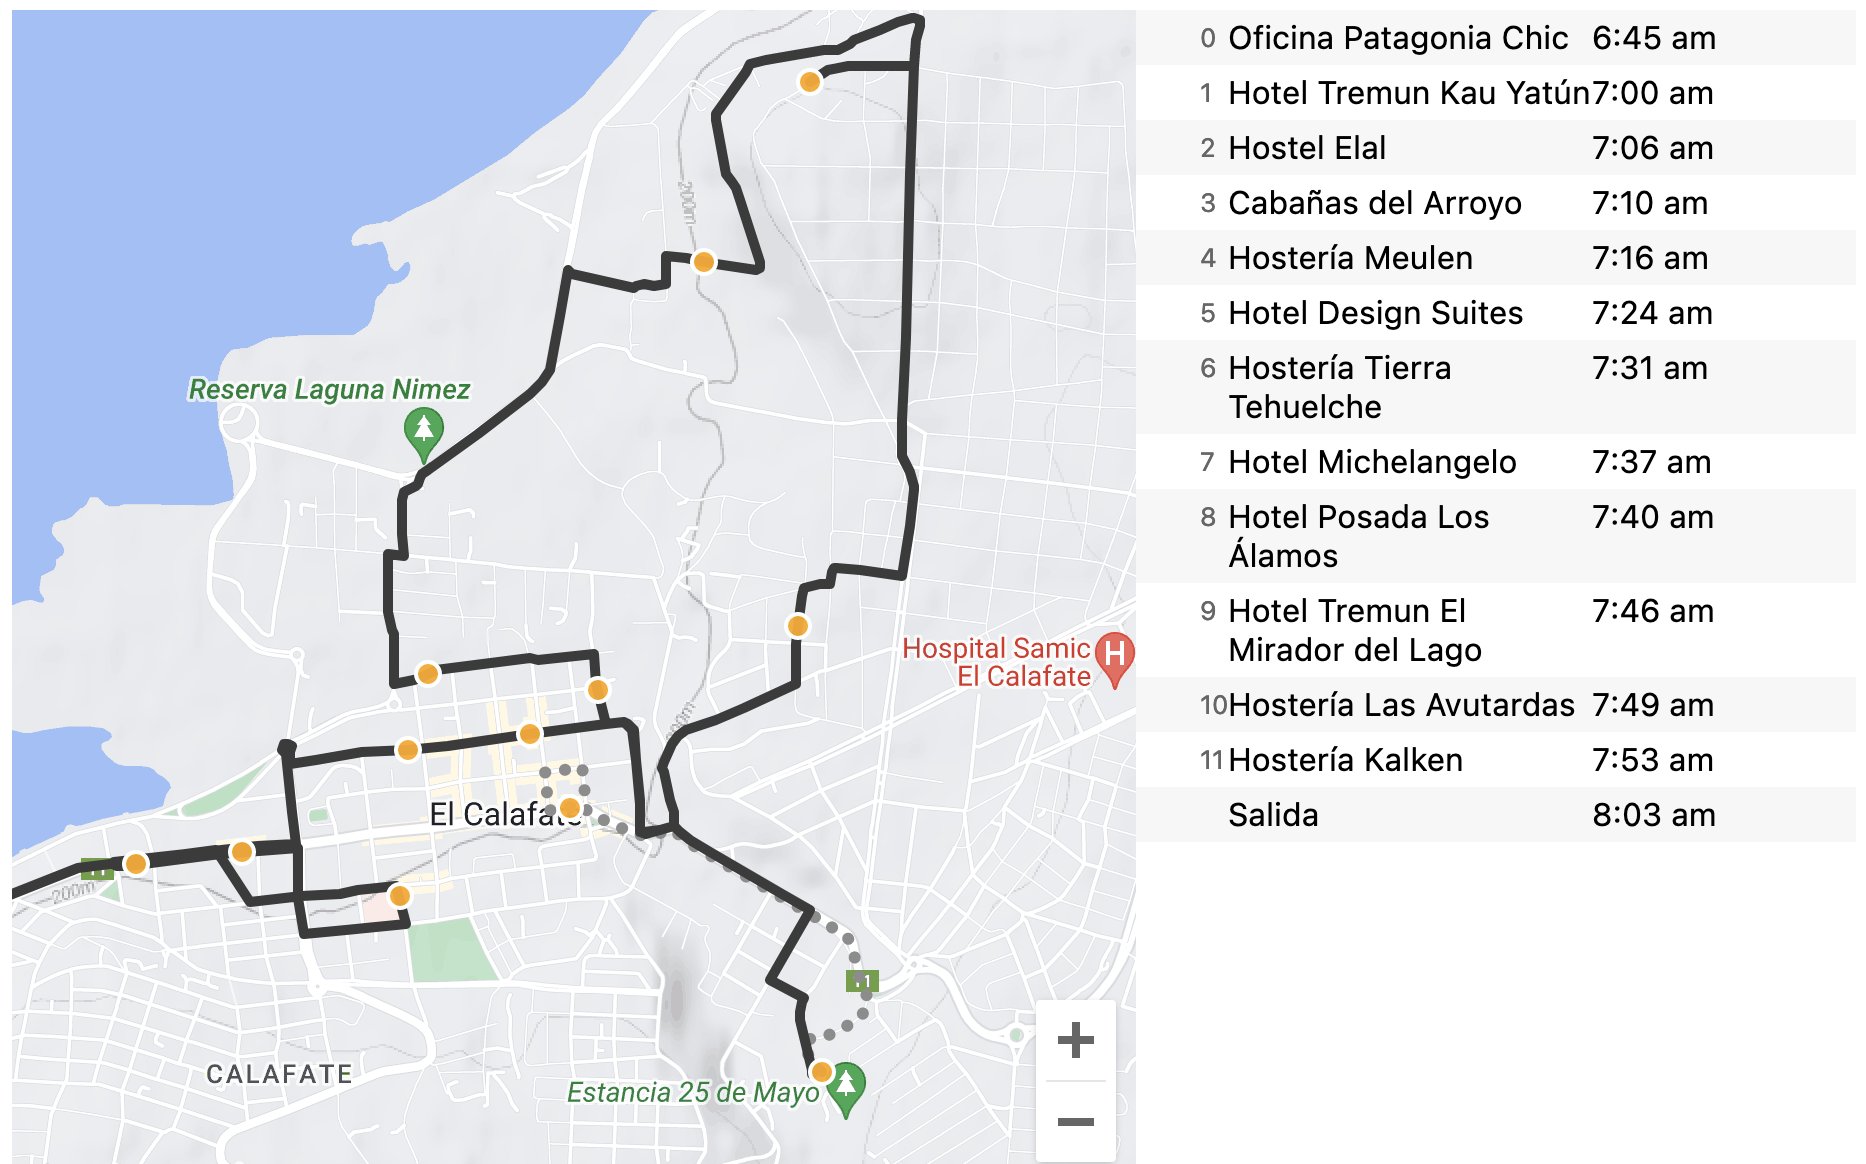 200m
Reserva Laguna Nimez
Hospital Samic
El Calafate
H
El Calafate
200m
CALAFATE
Estancia 25 de Mayo
+
−
0 Oficina Patagonia Chic 6:45 am
1 Hotel Tremun Kau Yatún 7:00 am
2 Hostel Elal 7:06 am
3 Cabañas del Arroyo 7:10 am
4 Hostería Meulen 7:16 am
5 Hotel Design Suites 7:24 am
6 Hostería Tierra 7:31 am
Tehuelche
7 Hotel Michelangelo 7:37 am
8 Hotel Posada Los 7:40 am
Álamos
9 Hotel Tremun El 7:46 am
Mirador del Lago
10 Hostería Las Avutardas 7:49 am
11 Hostería Kalken 7:53 am
Salida 8:03 am